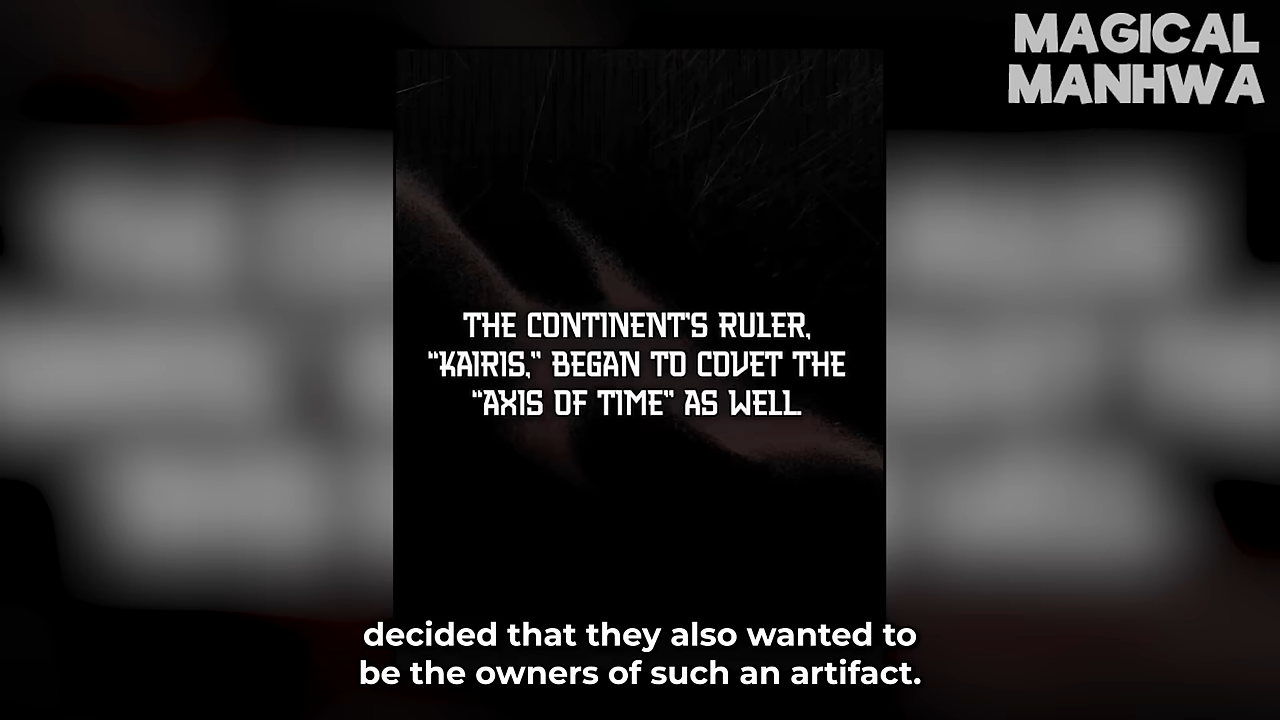 MAGICAL
MANHWA
THE CONTINENT'S RULER,
“KAIRIS,” BEGAN TO COVET THE
“AXIS OF TIME” AS WELL.
decided that they also wanted to
be the owners of such an artifact.